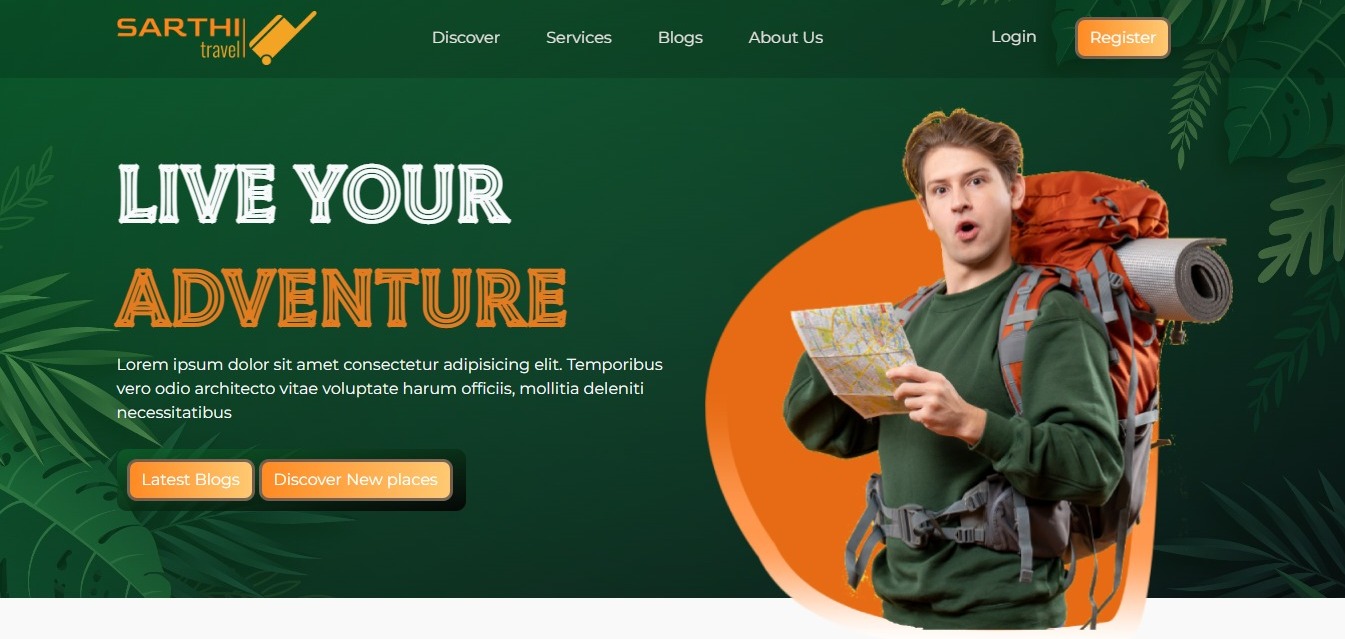 SARTHI
travel
Discover
Services
Blogs
About Us
Login
Register
LIVE YOUR
ADVENTURE
Lorem ipsum dolor sit amet consectetur adipisicing elit. Temporibus
vero odio architecto vitae voluptate harum officiis, mollitia deleniti
necessitatibus
Latest Blogs
Discover New places